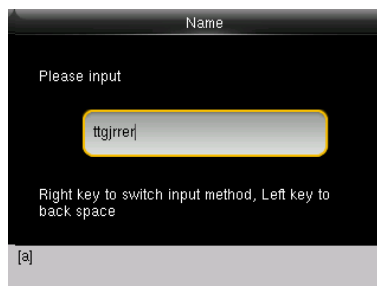 Name
Please input
ttgjrrer
Right key to switch input method, Left key to
back space
[a]